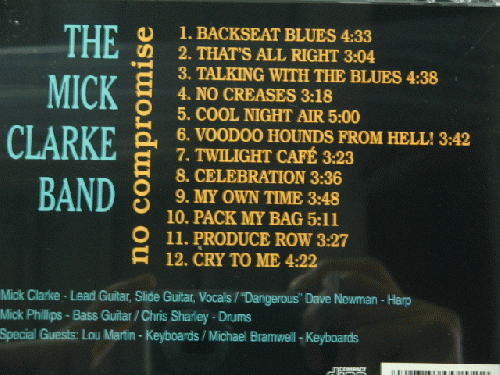 THE
MICK
CLARKE
BAND
no compromise
1. BACKSEAT BLUES 4:33
2. THAT'S ALL RIGHT 3:04
3. TALKING WITH THE BLUES 4:38
4. NO CREASES 3:18
5. COOL NIGHT AIR 5:00
6. VOODOO HOUNDS FROM HELL! 3:42
7. TWILIGHT CAFÉ 3:23
8. CELEBRATION 3:36
9. MY OWN TIME 3:48
10. PACK MY BAG 5:11
11. PRODUCE ROW 3:27
12. CRY TO ME 4:22
Mick Clarke - Lead Guitar, Slide Guitar, Vocals / "Dangerous" Dave Nowman - Harp
Mick Phillips - Bass Guitar / Chris Sharley - Drums
Special Guests: Lou Martin - Keyboards / Michael Bramwell - Keyboards
COMPACT